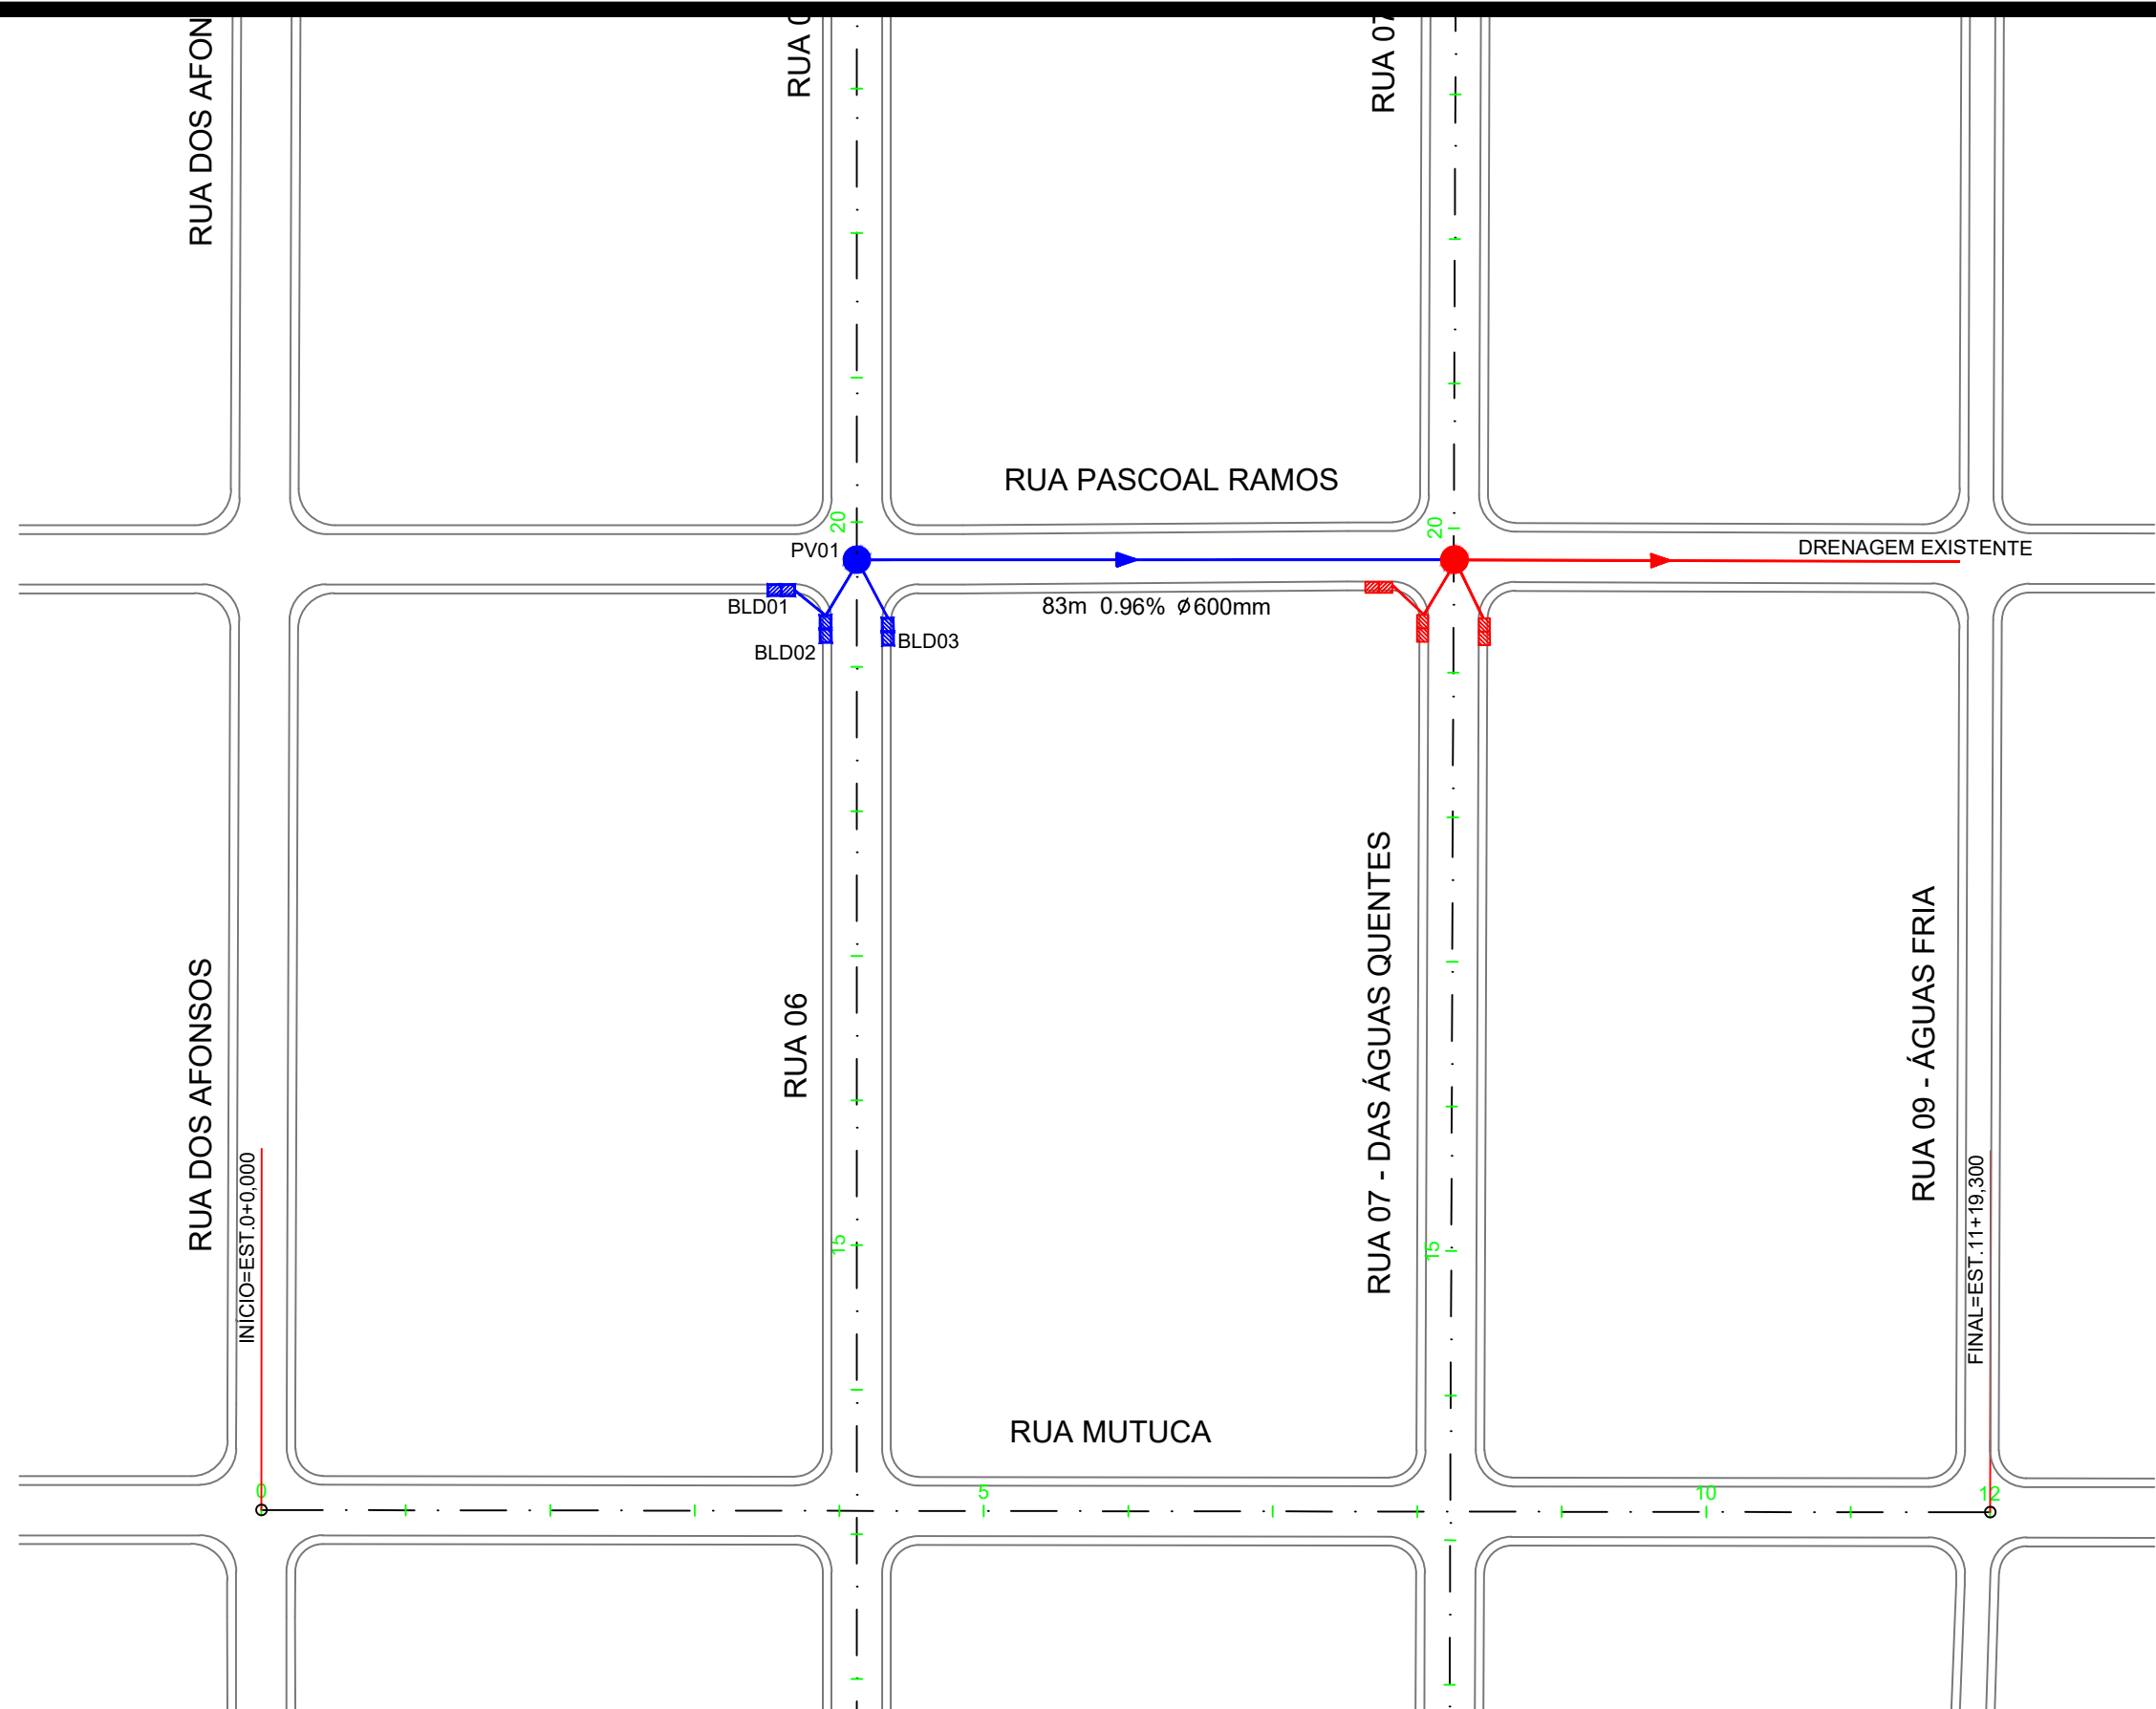 RUA DOS AFON
RUA 0
RUA 07
RUA PASCOAL RAMOS
20
20
PV01
DRENAGEM EXISTENTE
BLD01
83m 0.96% ⌀600mm
BLD02
BLD03
RUA DOS AFONSOS
RUA 06
RUA 07 - DAS ÁGUAS QUENTES
RUA 09 - ÁGUAS FRIA
INÍCIO=EST.0+0,000
15
15
FINAL=EST.11+19,300
RUA MUTUCA
0
5
10
12